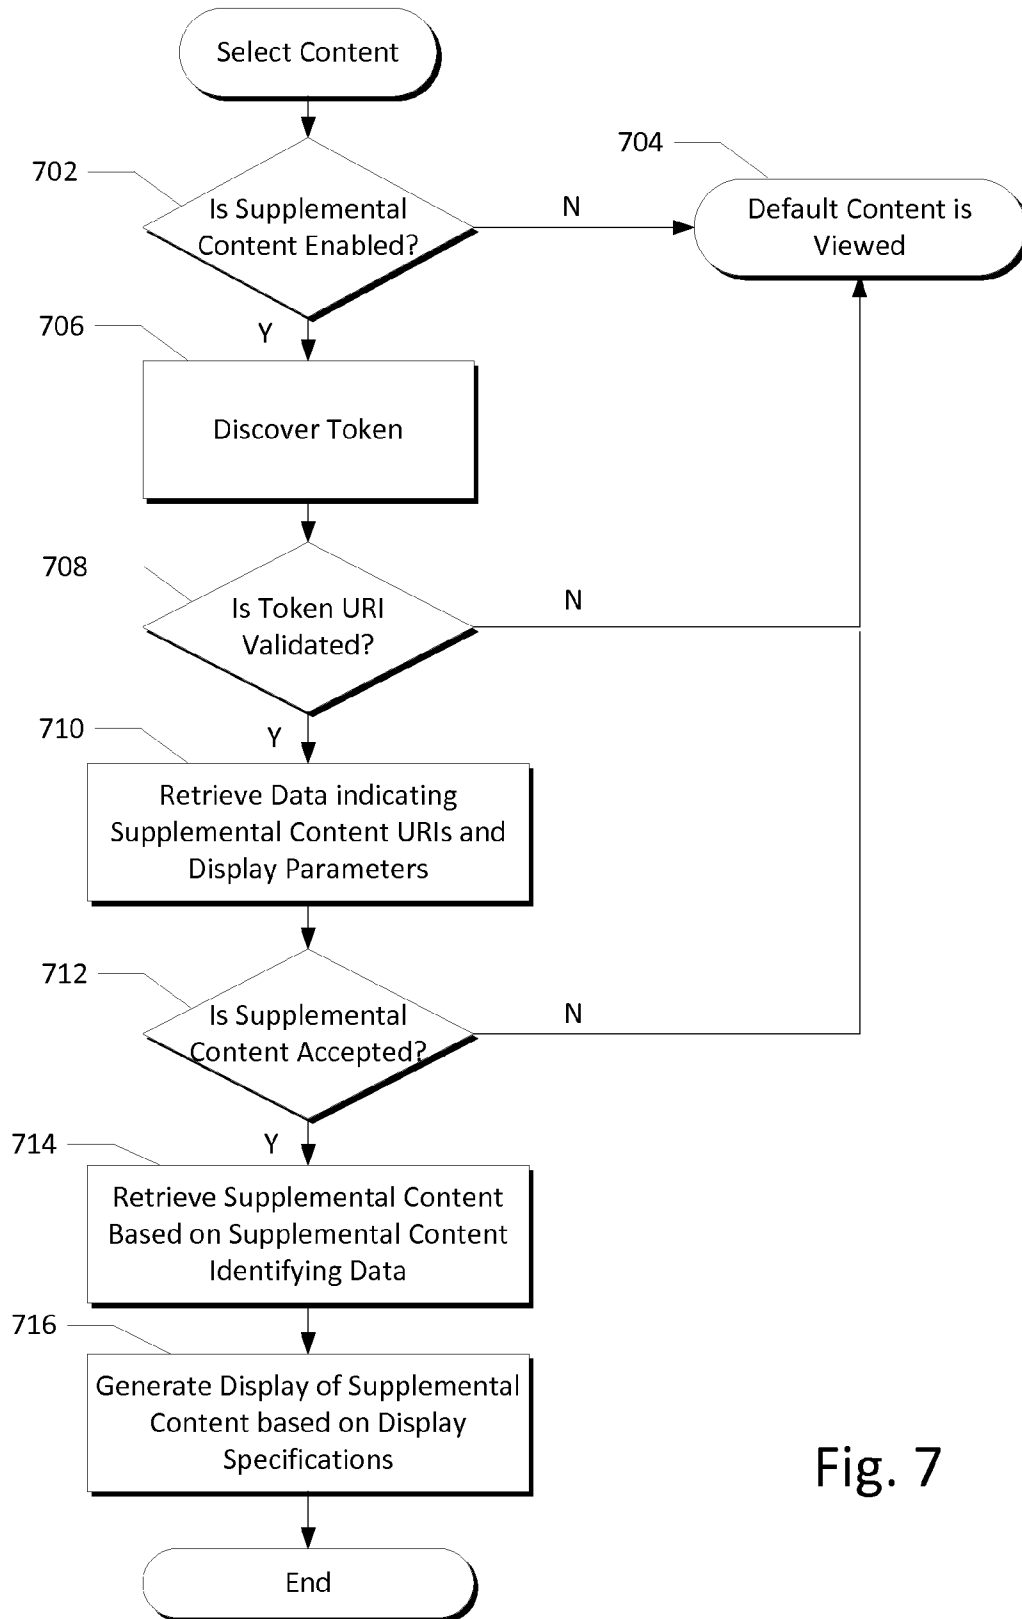 Select Content
702
Is Supplemental
Content Enabled?
N
704
Default Content is
Viewed
Y
706
Discover Token
708
Is Token URI
Validated?
N
Y
710
Retrieve Data indicating
Supplemental Content URIs and
Display Parameters
712
Is Supplemental
Content Accepted?
N
Y
714
Retrieve Supplemental Content
Based on Supplemental Content
Identifying Data
716
Generate Display of Supplemental
Content based on Display
Specifications
End
Fig. 7